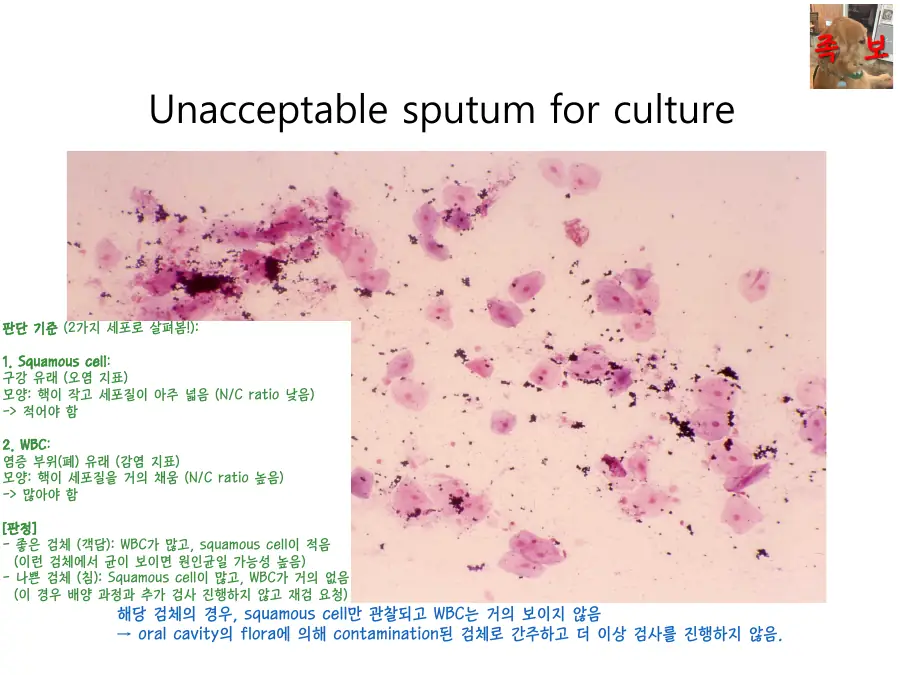 족 보
Unacceptable sputum for culture
판단 기준 (2가지 세포로 살펴봄!):
1. Squamous cell:
구강 유래 (오염 지표)
모양: 핵이 작고 세포질이 아주 넓음 (N/C ratio 낮음)
-> 적어야 함
2. WBC:
염증 부위(폐) 유래 (감염 지표)
모양: 핵이 세포질을 거의 채움 (N/C ratio 높음)
-> 많아야 함
[판정]
- 좋은 검체 (객담): WBC가 많고, squamous cell이 적음
(이런 검체에서 균이 보이면 원인균일 가능성 높음)
- 나쁜 검체 (침): Squamous cell이 많고, WBC가 거의 없음
(이 경우 배양 과정과 추가 검사 진행하지 않고 재검 요청)
해당 검체의 경우, squamous cell만 관찰되고 WBC는 거의 보이지 않음
→ oral cavity의 flora에 의해 contamination된 검체로 간주하고 더 이상 검사를 진행하지 않음.